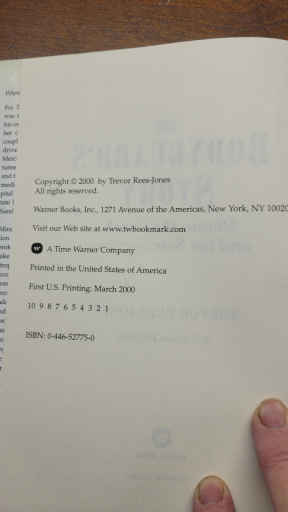 Copyright © 2000 by Trevor Rees-Jones
All rights reserved.
Warner Books, Inc., 1271 Avenue of the Americas, New York, NY 10020
Visit our Web site at www.twbookmark.com
A Time Warner Company
Printed in the United States of America
First U.S. Printing: March 2000
10 9 8 7 6 5 4 3 2 1
ISBN: 0-446-52775-0